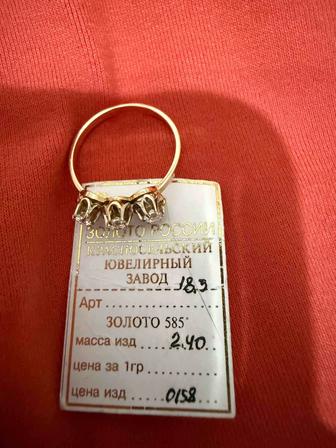 ЗОЛОТО РОССИИ
КРАСНОСЕЛЬСКИЙ
ЮВЕЛИРНЫЙ
ЗАВОД 18,5
Арт
ЗОЛОТО 585°
масса изд 2.40
цена за 1гр
цена изд 0158